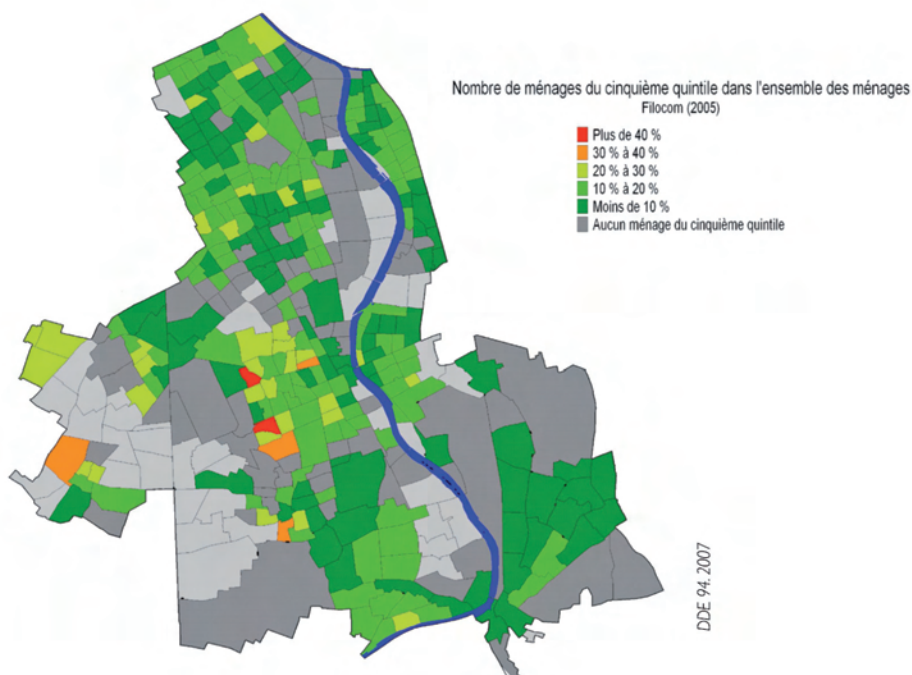 Nombre de ménages du cinquième quintile dans l'ensemble des ménages
Filocom (2005)
Plus de 40 %
30 % à 40 %
20 % à 30 %
10 % à 20 %
Moins de 10 %
Aucun ménage du cinquième quintile
DDE 94. 2007